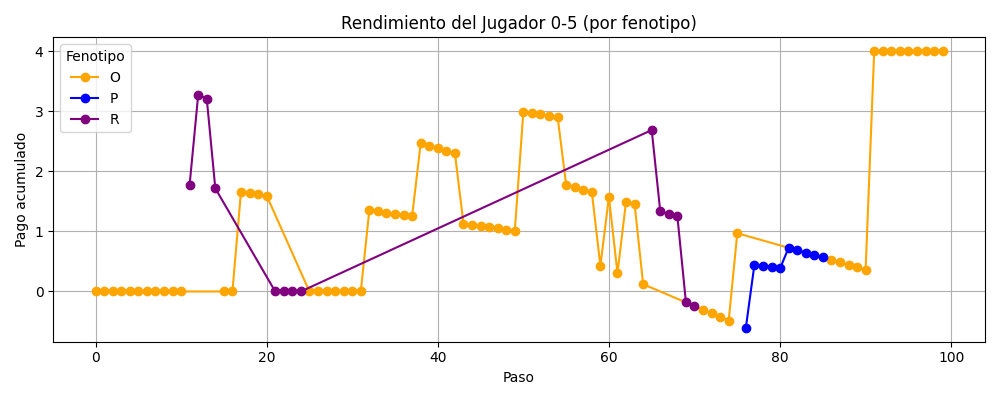 Rendimiento del Jugador 0-5 (por fenotipo)
Fenotipo
O
P
R
Pago acumulado
4
3
2
1
0
0
20
40
60
80
100
Paso